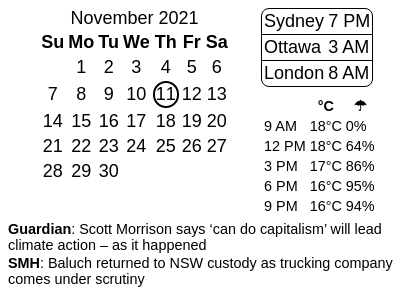 November 2021
Su Mo Tu We Th Fr Sa
1 2 3 4 5 6
7 8 9 10 11 12 13
14 15 16 17 18 19 20
21 22 23 24 25 26 27
28 29 30
Sydney 7 PM
Ottawa 3 AM
London 8 AM
°C ☂
9 AM 18°C 0%
12 PM 18°C 64%
3 PM 17°C 86%
6 PM 16°C 95%
9 PM 16°C 94%
Guardian: Scott Morrison says ‘can do capitalism’ will lead
climate action – as it happened
SMH: Baluch returned to NSW custody as trucking company
comes under scrutiny